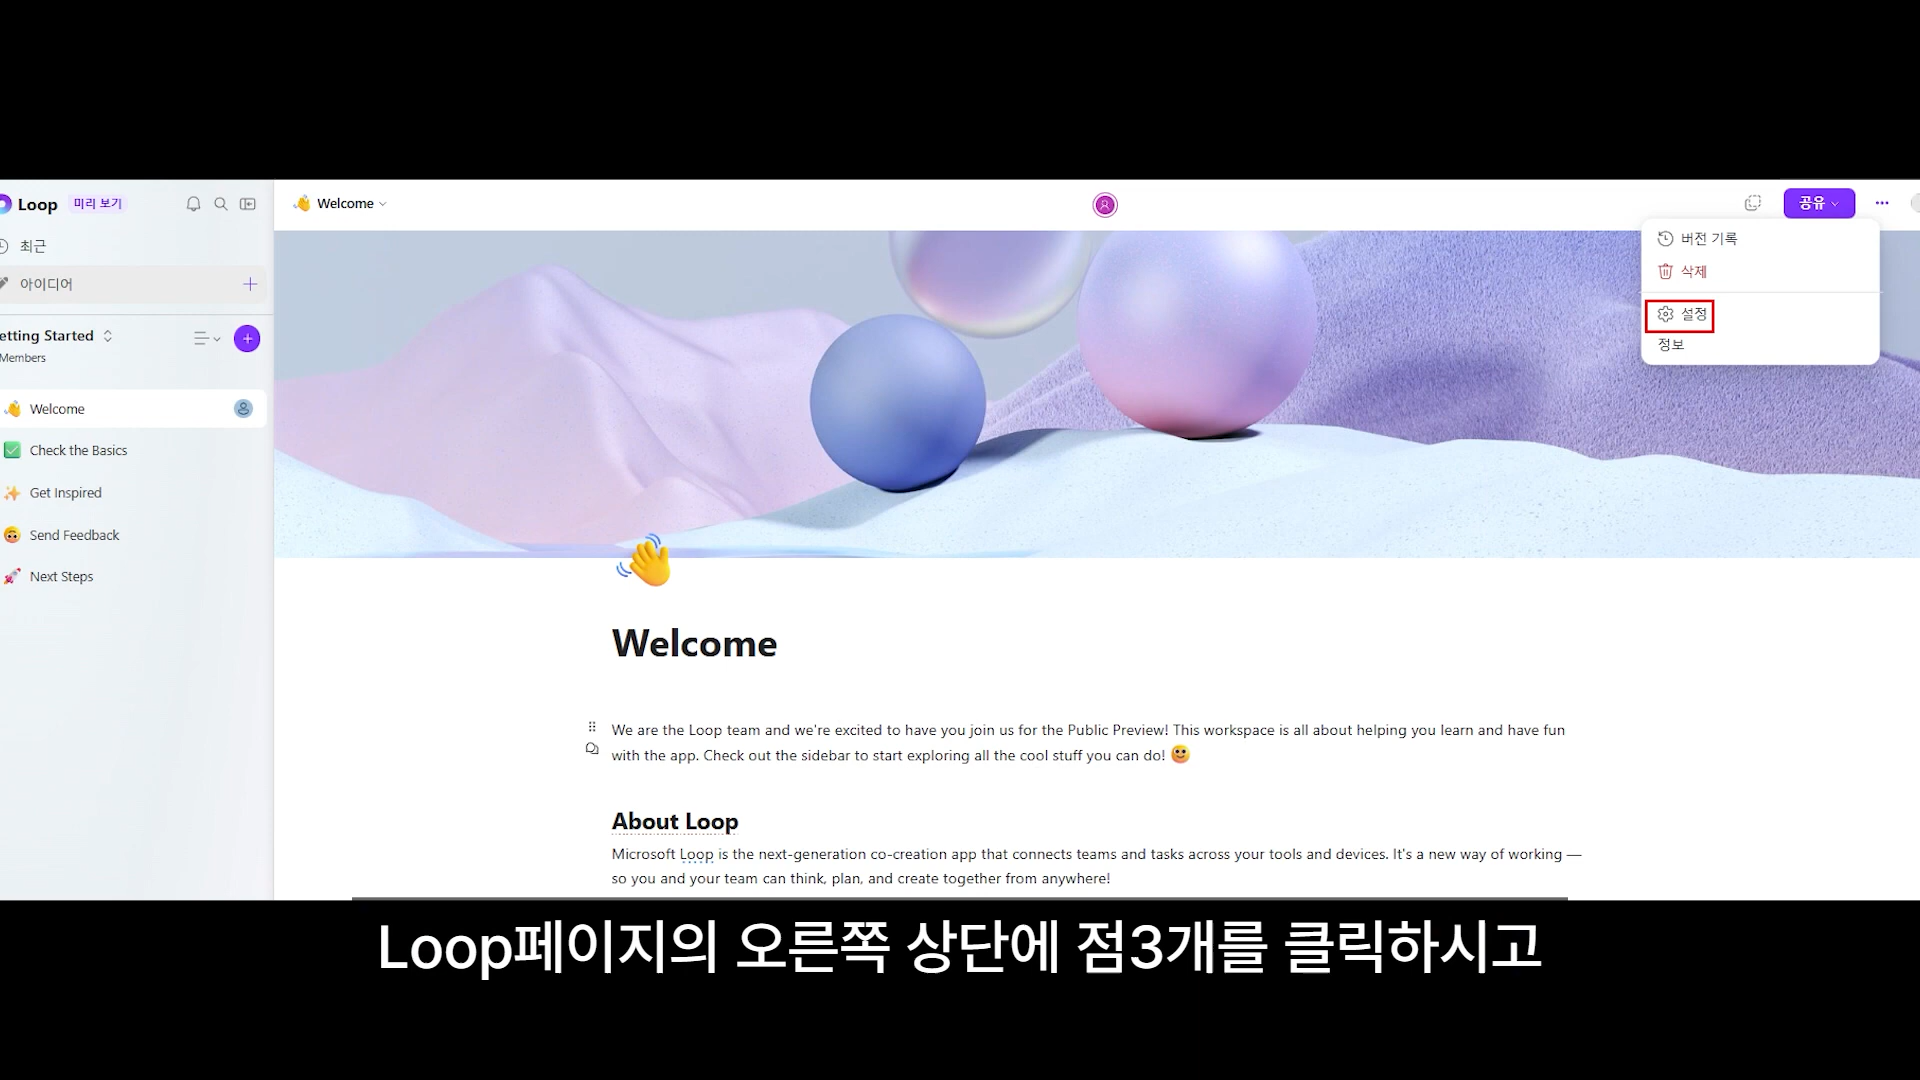 Loop 미리 보기
최근
아이디어
etting Started
Members
Welcome
Check the Basics
Get Inspired
Send Feedback
Next Steps
Welcome
공유
버전 기록
삭제
설정
정보
Welcome
We are the Loop team and we're excited to have you join us for the Public Preview! This workspace is all about helping you learn and have fun
with the app. Check out the sidebar to start exploring all the cool stuff you can do!
About Loop
Microsoft Loop is the next-generation co-creation app that connects teams and tasks across your tools and devices. It's a new way of working —
so you and your team can think, plan, and create together from anywhere!
Loop페이지의 오른쪽 상단에 점3개를 클릭하시고